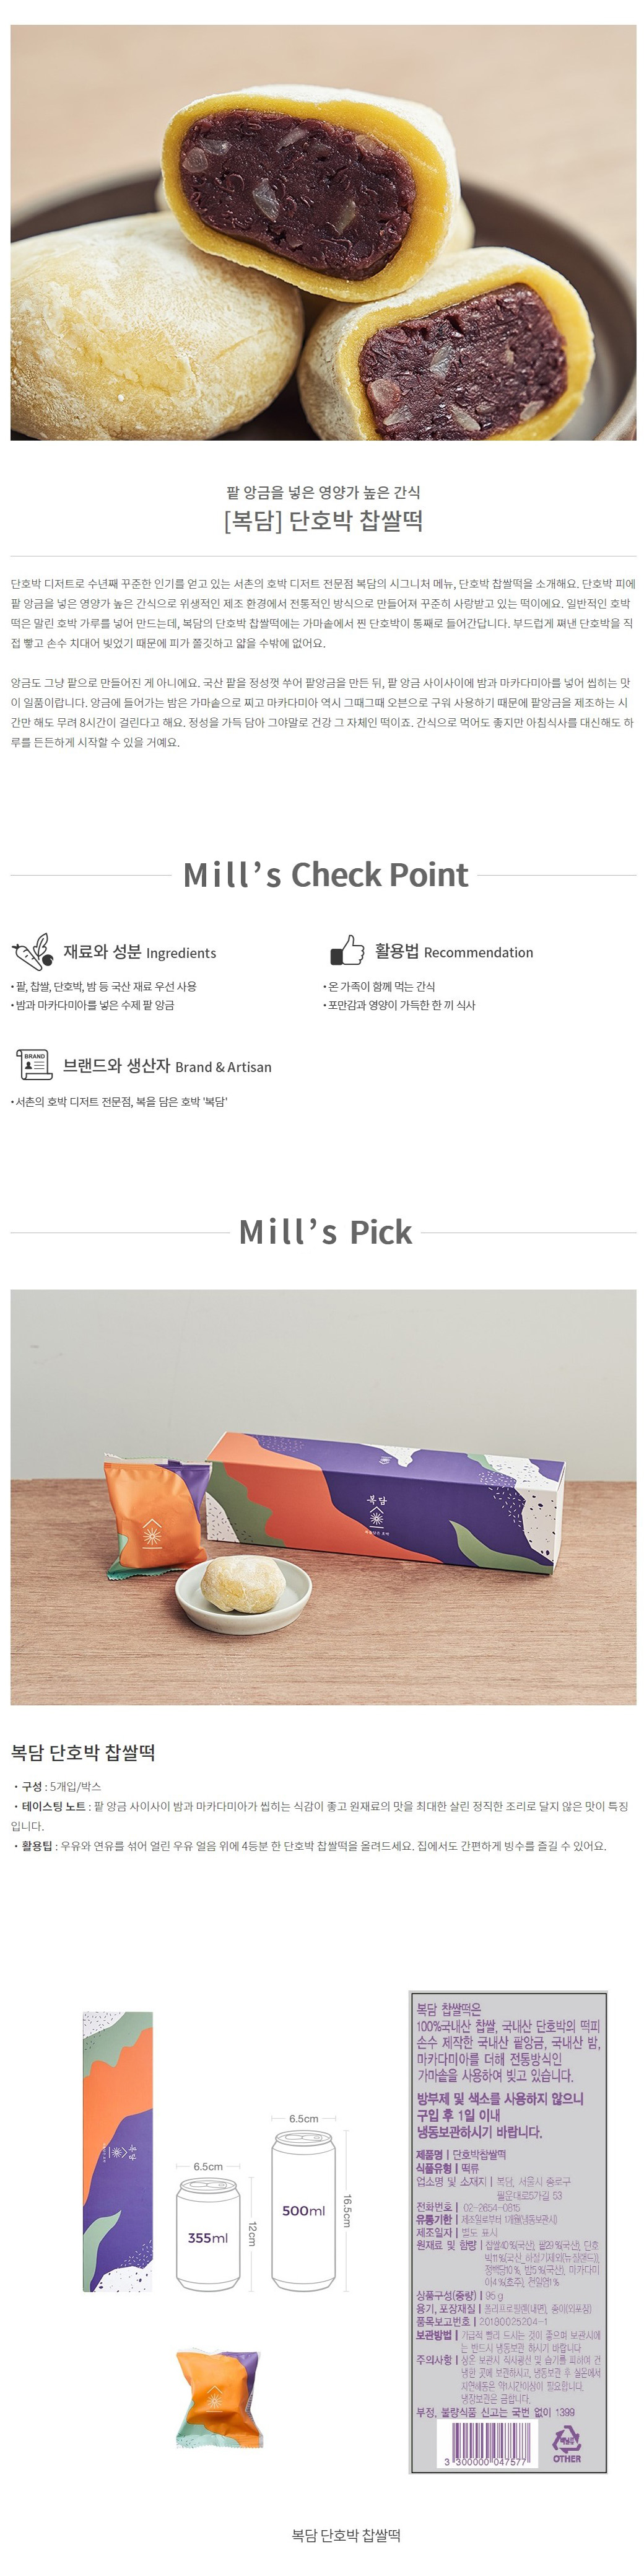 팥 앙금을 넣은 영양가 높은 간식
[복담] 단호박 찹쌀떡
단호박 디저트로 수년째 꾸준한 인기를 얻고 있는 서촌의 호박 디저트 전문점 복담의 시그니처 메뉴, 단호박 찹쌀떡을 소개해요. 단호박 피에
팥 앙금을 넣은 영양가 높은 간식으로 위생적인 제조 환경에서 전통적인 방식으로 만들어져 꾸준히 사랑받고 있는 떡이에요. 일반적인 호박
떡은 말린 호박 가루를 넣어 만드는데, 복담의 단호박 찹쌀떡에는 가마솥에서 찐 단호박이 통째로 들어간답니다. 부드럽게 쪄낸 단호박을 직
접 빻고 손수 치대어 빚었기 때문에 피가 쫄깃하고 얇을 수밖에 없어요.
앙금도 그냥 팥으로 만들어진 게 아니에요. 국산 팥을 정성껏 쑤어 팥앙금을 만든 뒤, 팥 앙금 사이사이에 밤과 마카다미아를 넣어 씹히는 맛
이 일품이랍니다. 앙금에 들어가는 밤은 가마솥으로 찌고 마카다미아 역시 그때그때 오븐으로 구워 사용하기 때문에 팥앙금을 제조하는 시
간만 해도 무려 8시간이 걸린다고 해요. 정성을 가득 담아 그야말로 건강 그 자체인 떡이죠. 간식으로 먹어도 좋지만 아침식사를 대신해도 하
루를 든든하게 시작할 수 있을 거예요.
Mill's Check Point
재료와 성분 Ingredients
• 팥, 찹쌀, 단호박, 밤 등 국산 재료 우선 사용
• 밤과 마카다미아를 넣은 수제 팥 앙금
활용법 Recommendation
• 온 가족이 함께 먹는 간식
• 포만감과 영양이 가득한 한 끼 식사
BRAND
브랜드와 생산자 Brand & Artisan
• 서촌의 호박 디저트 전문점, 복을 담은 호박 '복담'
Mill's Pick
복담
복담 단호박 찹쌀떡
• 구성 : 5개입/박스
• 테이스팅 노트 : 팥 앙금 사이사이 밤과 마카다미아가 씹히는 식감이 좋고 원재료의 맛을 최대한 살린 정직한 조리로 달지 않은 맛이 특징
입니다.
• 활용팁 : 우유와 연유를 섞어 얼린 우유 얼음 위에 4등분 한 단호박 찹쌀떡을 올려드세요. 집에서도 간편하게 빙수를 즐길 수 있어요.
복담
6.5cm
355ml
12cm
6.5cm
500ml
16.5cm
복담 찹쌀떡은
100%국내산 찹쌀, 국내산 단호박의 떡피
손수 제작한 국내산 팥앙금, 국내산 밤,
마카다미아를 더해 전통방식인
가마솥을 사용하여 빚고 있습니다.
방부제 및 색소를 사용하지 않으니
구입 후 1일 이내
냉동보관하시기 바랍니다.
제품명 | 단호박찹쌀떡
식품유형 | 떡류
업소명 및 소재지 | 복담, 서울시 종로구
필운대로5가길 53
전화번호 | 02-2654-0815
유통기한 | 제조일로부터 1개월(냉동보관시)
제조일자 | 별도 표시
원재료 및 함량 | 찹쌀40%(국산), 팥29%(국산), 단호
박11%(국산_하절기제외(뉴질랜드)),
정백당10%, 밤5%(국산), 마카다미
아4%(호주), 천일염1%
상품구성(중량) | 95g
용기, 포장재질 | 폴리프로필렌(내면), 종이(외포장)
품목보고번호 | 20180025204-1
보관방법 | 가급적 빨리 드시는 것이 좋으며 보관시에
는 반드시 냉동보관 하시기 바랍니다
주의사항 | 상온 보관시 직사광선 및 습기를 피하여 건
냉한 곳에 보관하시고, 냉동보관 후 실온에서
자연해동은 약1시간이상이 필요합니다.
냉장보관은 금합니다.
부정, 불량식품 신고는 국번 없이 1399
3 300000 047577
OTHER
복담 단호박 찹쌀떡